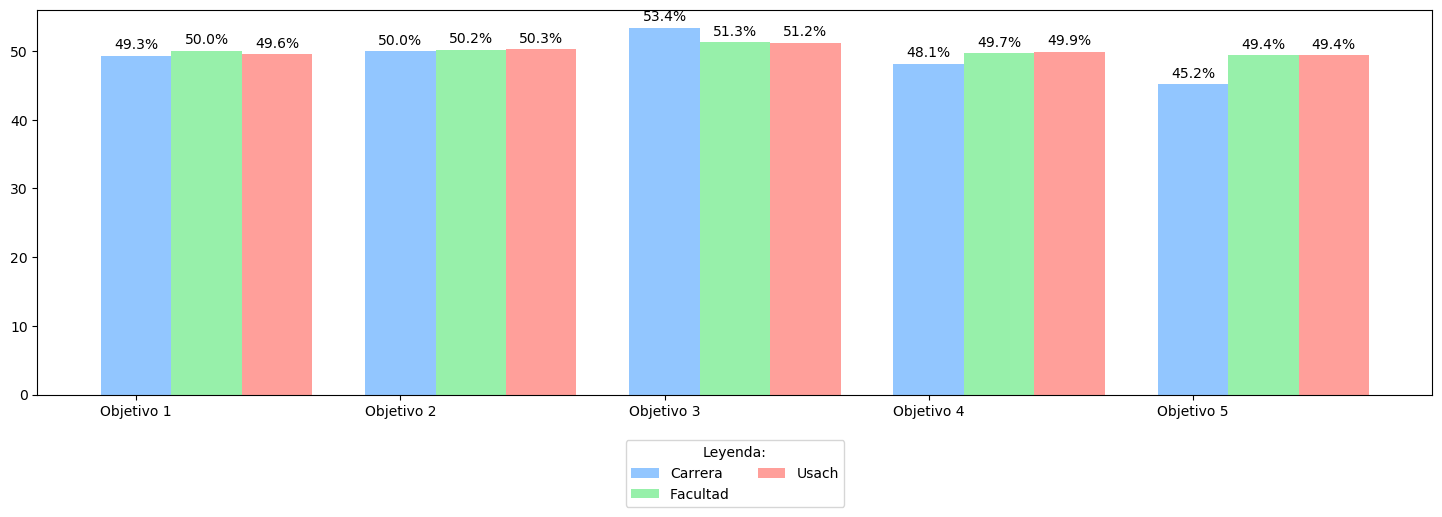 53.4%
49.3% 50.0% 49.6% 50.0% 50.2% 50.3% 51.3% 51.2% 48.1% 49.7% 49.9% 45.2% 49.4% 49.4%
50
40
30
20
10
0
Objetivo 1 Objetivo 2 Objetivo 3 Objetivo 4 Objetivo 5
Leyenda:
Carrera Usach
Facultad